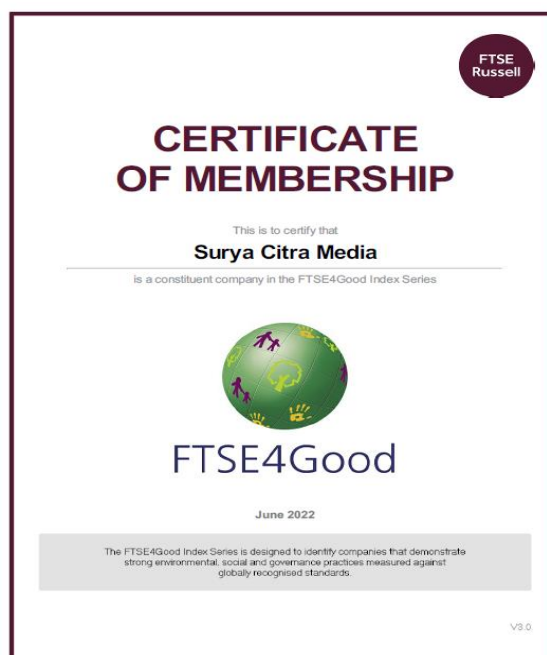 FTSE
Russell
CERTIFICATE
OF MEMBERSHIP
This is to certify that
Surya Citra Media
is a constituent company in the FTSE4Good Index Series
FTSE4Good
June 2022
The FTSE4Good Index Series is designed to identify companies that demonstrate
strong environmental, social and governance practices measured against
globally recognised standards.
V3.0